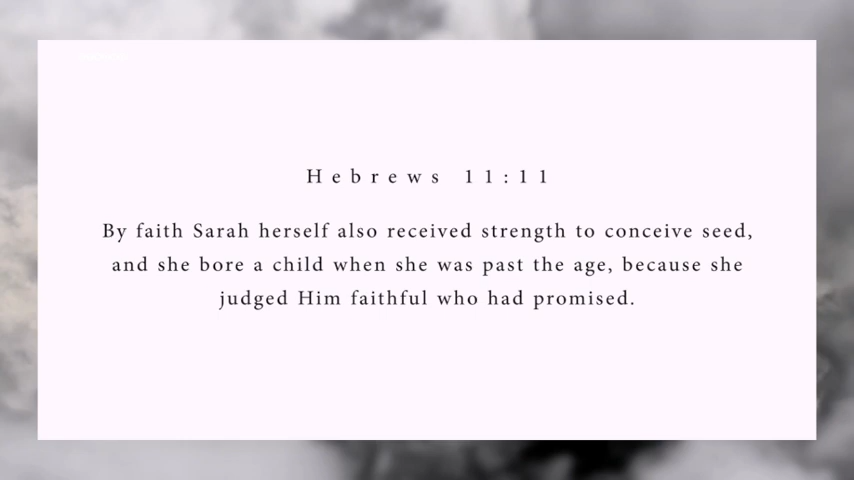 Hebrews 11:11
By faith Sarah herself also received strength to conceive seed,
and she bore a child when she was past the age, because she
judged Him faithful who had promised.